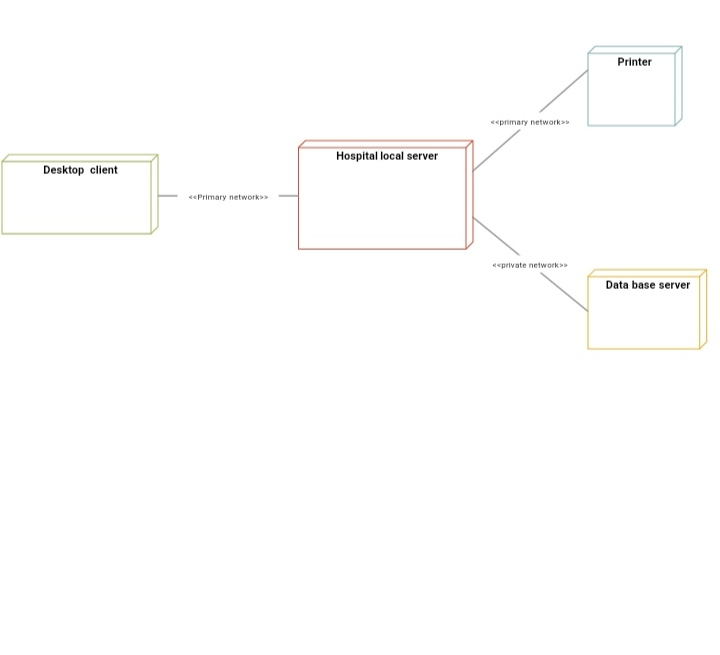 Printer
<<primary network>>
Hospital local server
Desktop client
<<Primary network>>
<<private network>>
Data base server